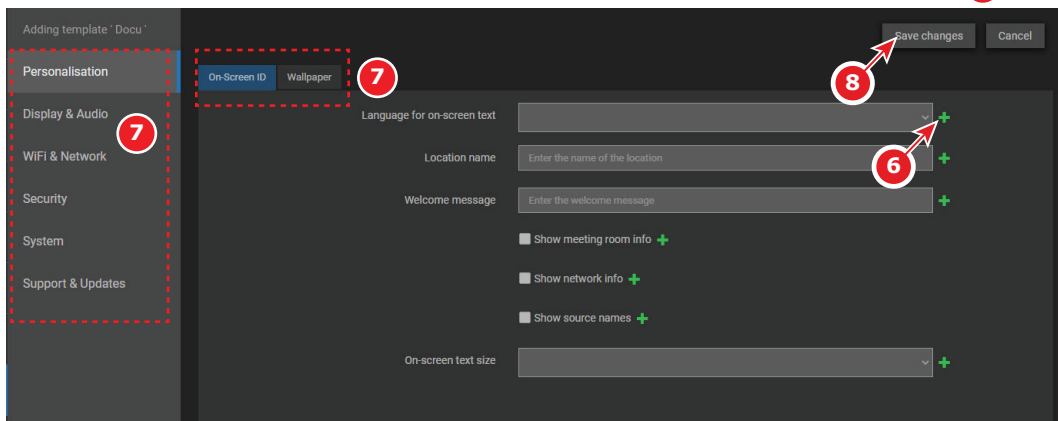 Adding template ' Docu '
Save changes
Cancel
Personalisation
Display & Audio
WiFi & Network
Security
System
Support & Updates
7
On-Screen ID
Wallpaper
7
8
Language for on-screen text
6
Location name
Enter the name of the location
Welcome message
Enter the welcome message
Show meeting room info
Show network info
Show source names
On-screen text size